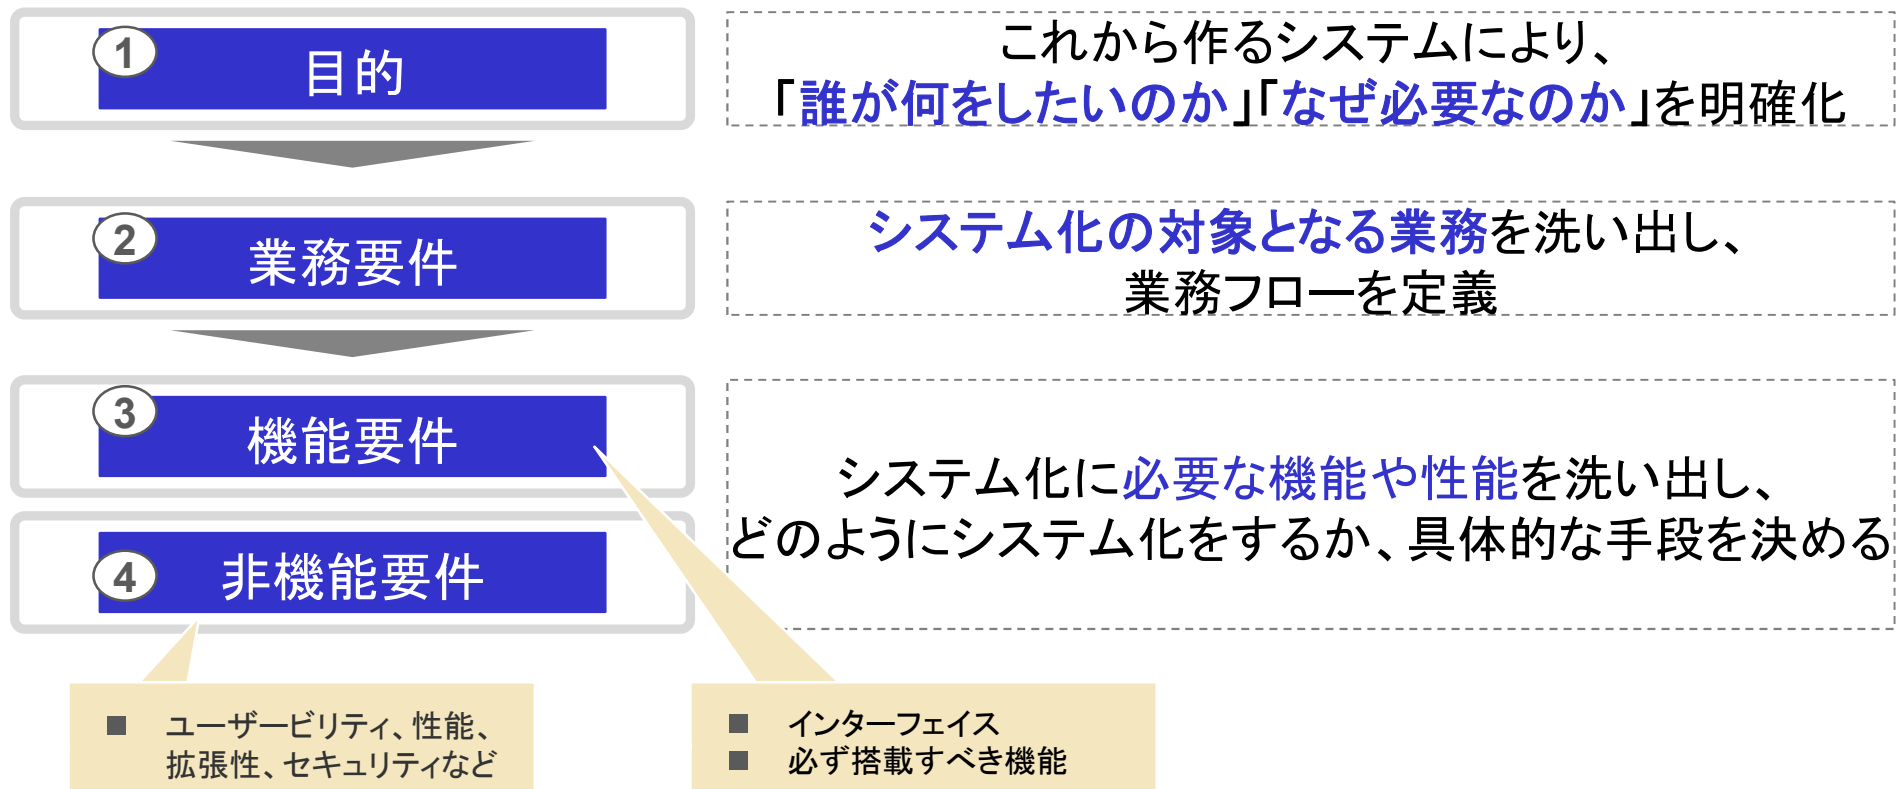 1
目的
これから作るシステムにより、
「誰が何をしたいのか」「なぜ必要なのか」を明確化
2
業務要件
システム化の対象となる業務を洗い出し、
業務フローを定義
3
機能要件
4
非機能要件
システム化に必要な機能や性能を洗い出し、
どのようにシステム化をするか、具体的な手段を決める
■ ユーザービリティ、性能、
拡張性、セキュリティなど
■ インターフェイス
■ 必ず搭載すべき機能